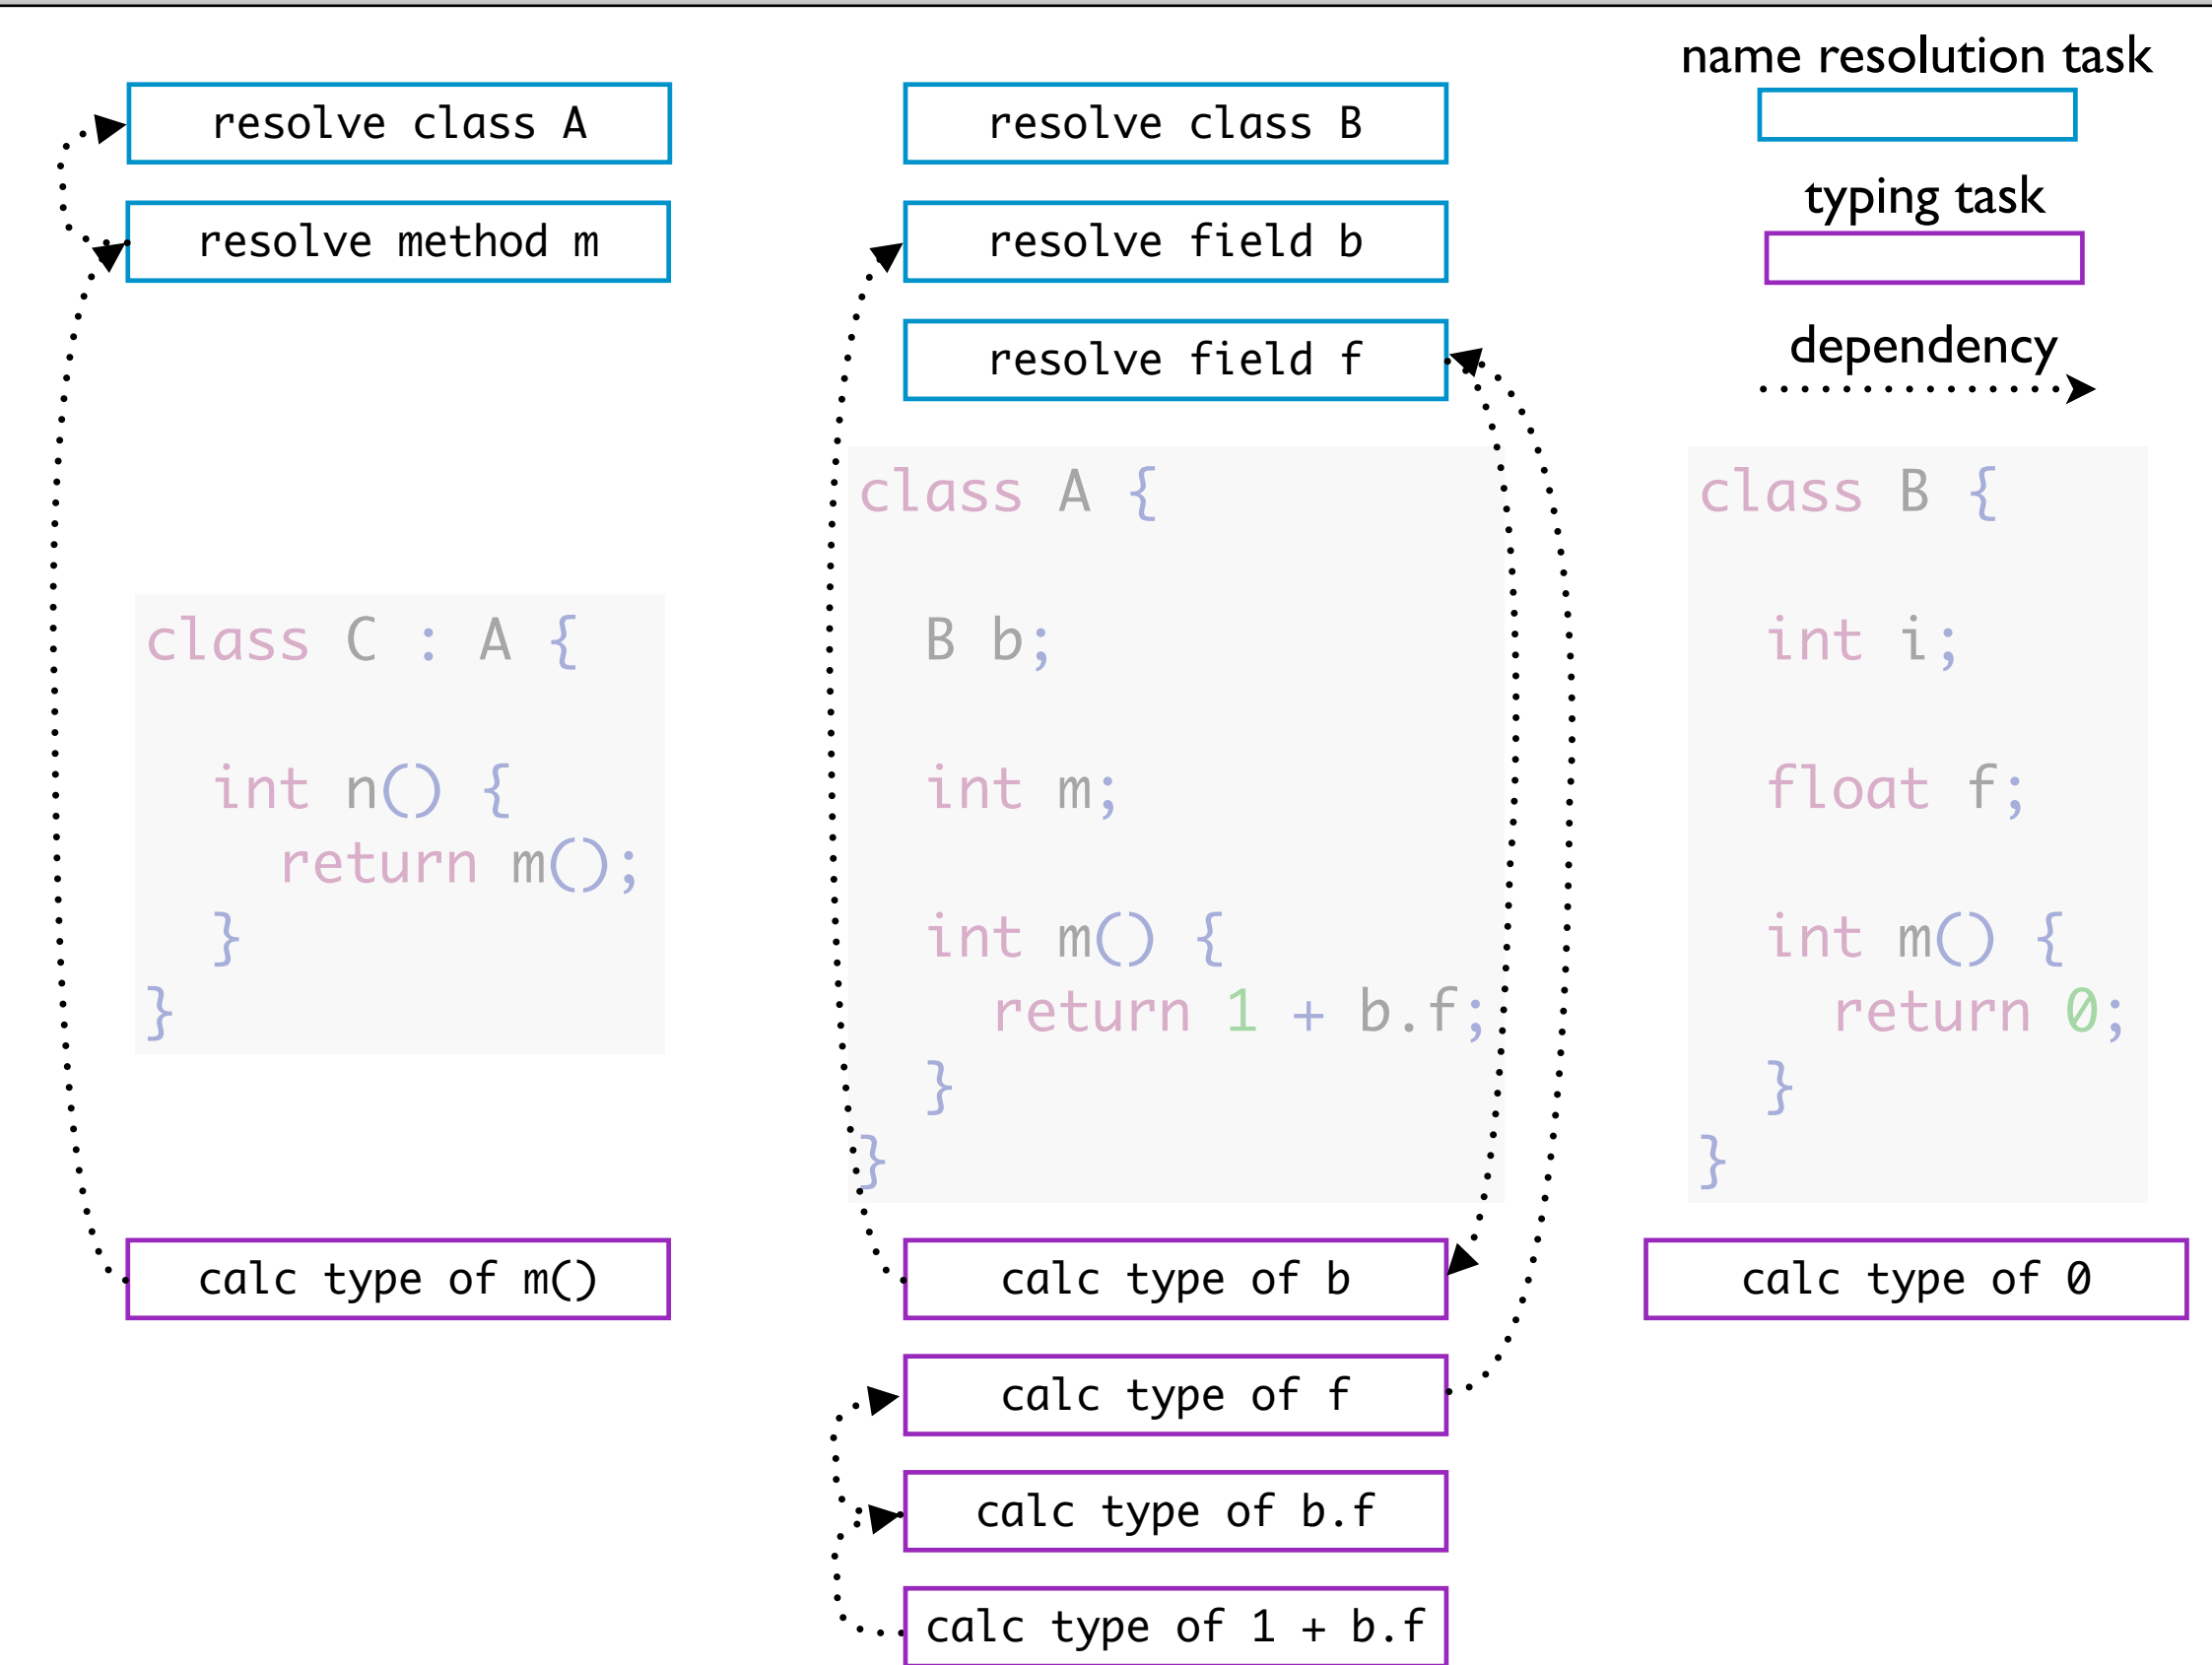 resolve class A
resolve method m
resolve class B
resolve field b
resolve field f
name resolution task
typing task
dependency
class C : A {
int n() {
return m();
}
}
class A {
B b;
int m;
int m() {
return 1 + b.f;
}
}
class B {
int i;
float f;
int m() {
return 0;
}
}
calc type of m()
calc type of b
calc type of f
calc type of b.f
calc type of 1 + b.f
calc type of 0